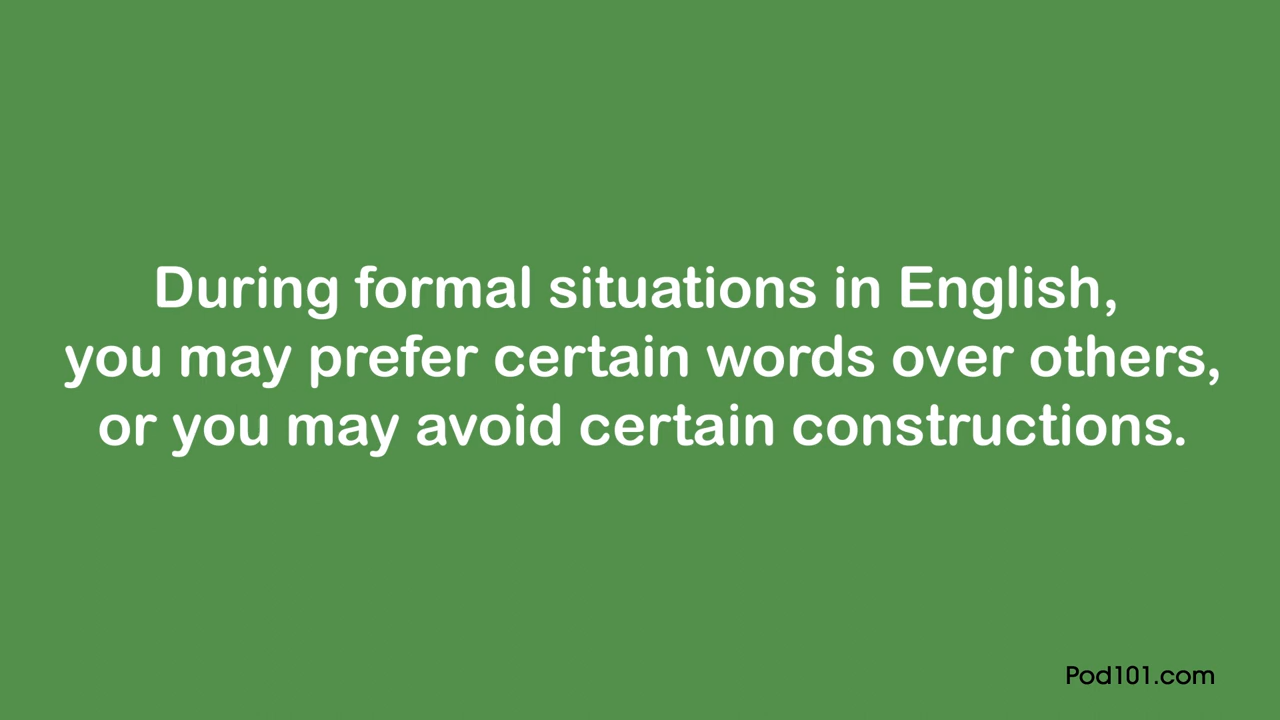 During formal situations in English,
you may prefer certain words over others,
or you may avoid certain constructions.
Pod101.com